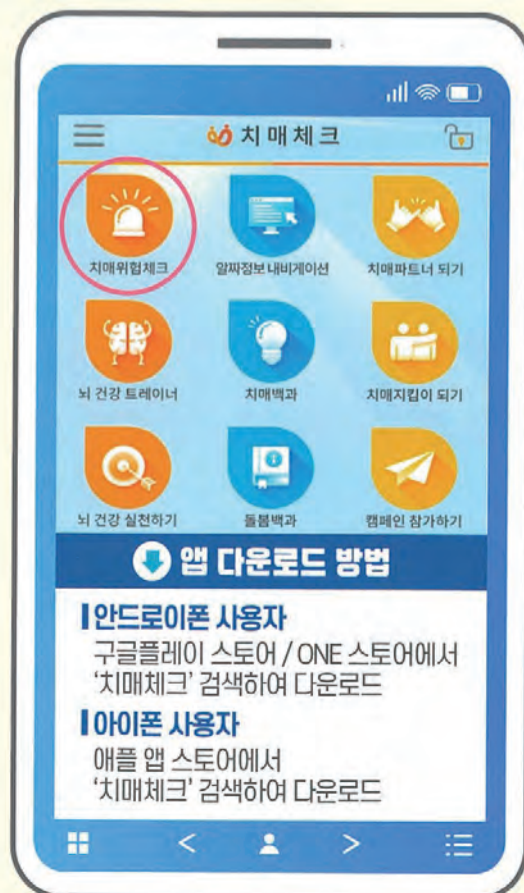 치매체크
치매위험체크
알짜정보 내비게이션
치매파트너 되기
뇌 건강 트레이너
치매백과
치매지킴이 되기
뇌 건강 실천하기
돌봄백과
캠페인 참가하기
앱 다운로드 방법
안드로이폰 사용자
구글플레이 스토어 / ONE 스토어에서
‘치매체크’ 검색하여 다운로드
아이폰 사용자
애플 앱 스토어에서
‘치매체크’ 검색하여 다운로드